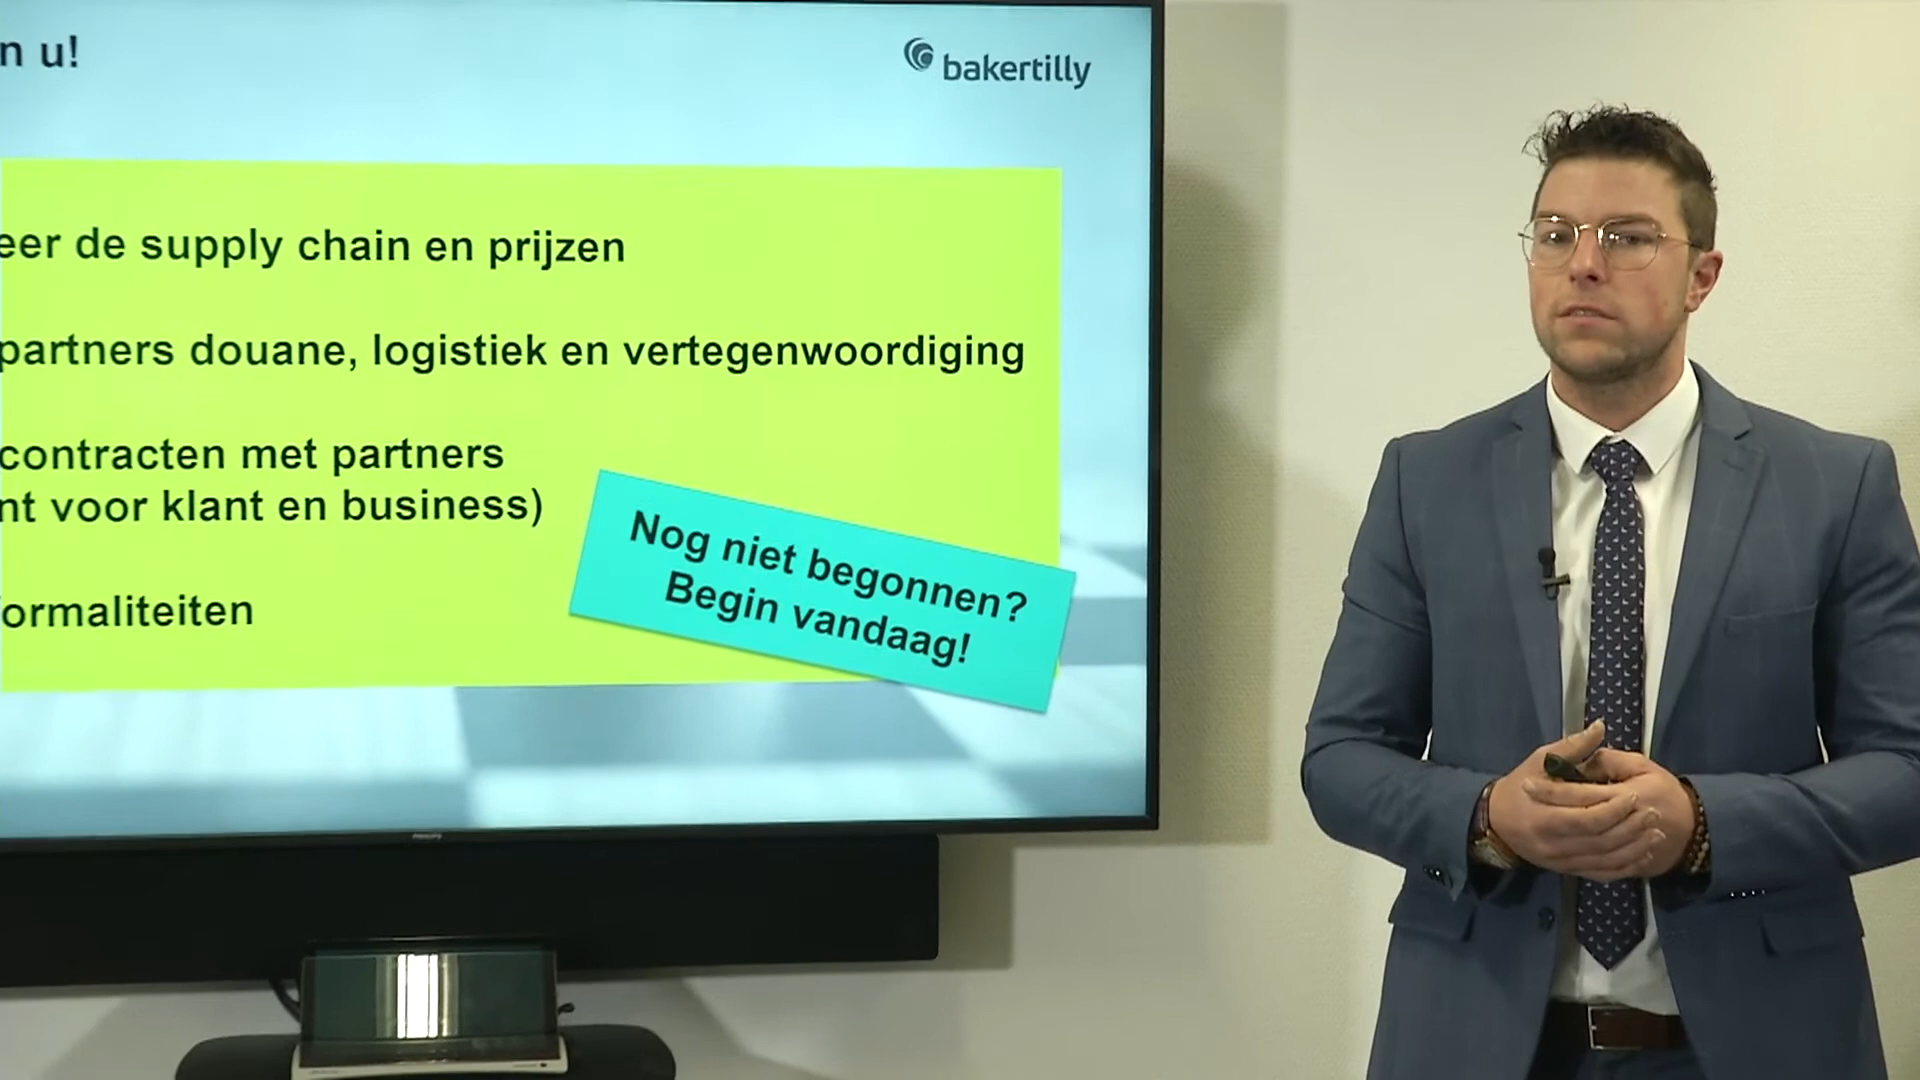 n u!
bakertilly
eer de supply chain en prijzen
partners douane, logistiek en vertegenwoordiging
contracten met partners
nt voor klant en business)
ormaliteiten
Nog niet begonnen?
Begin vandaag!
PHILIPS